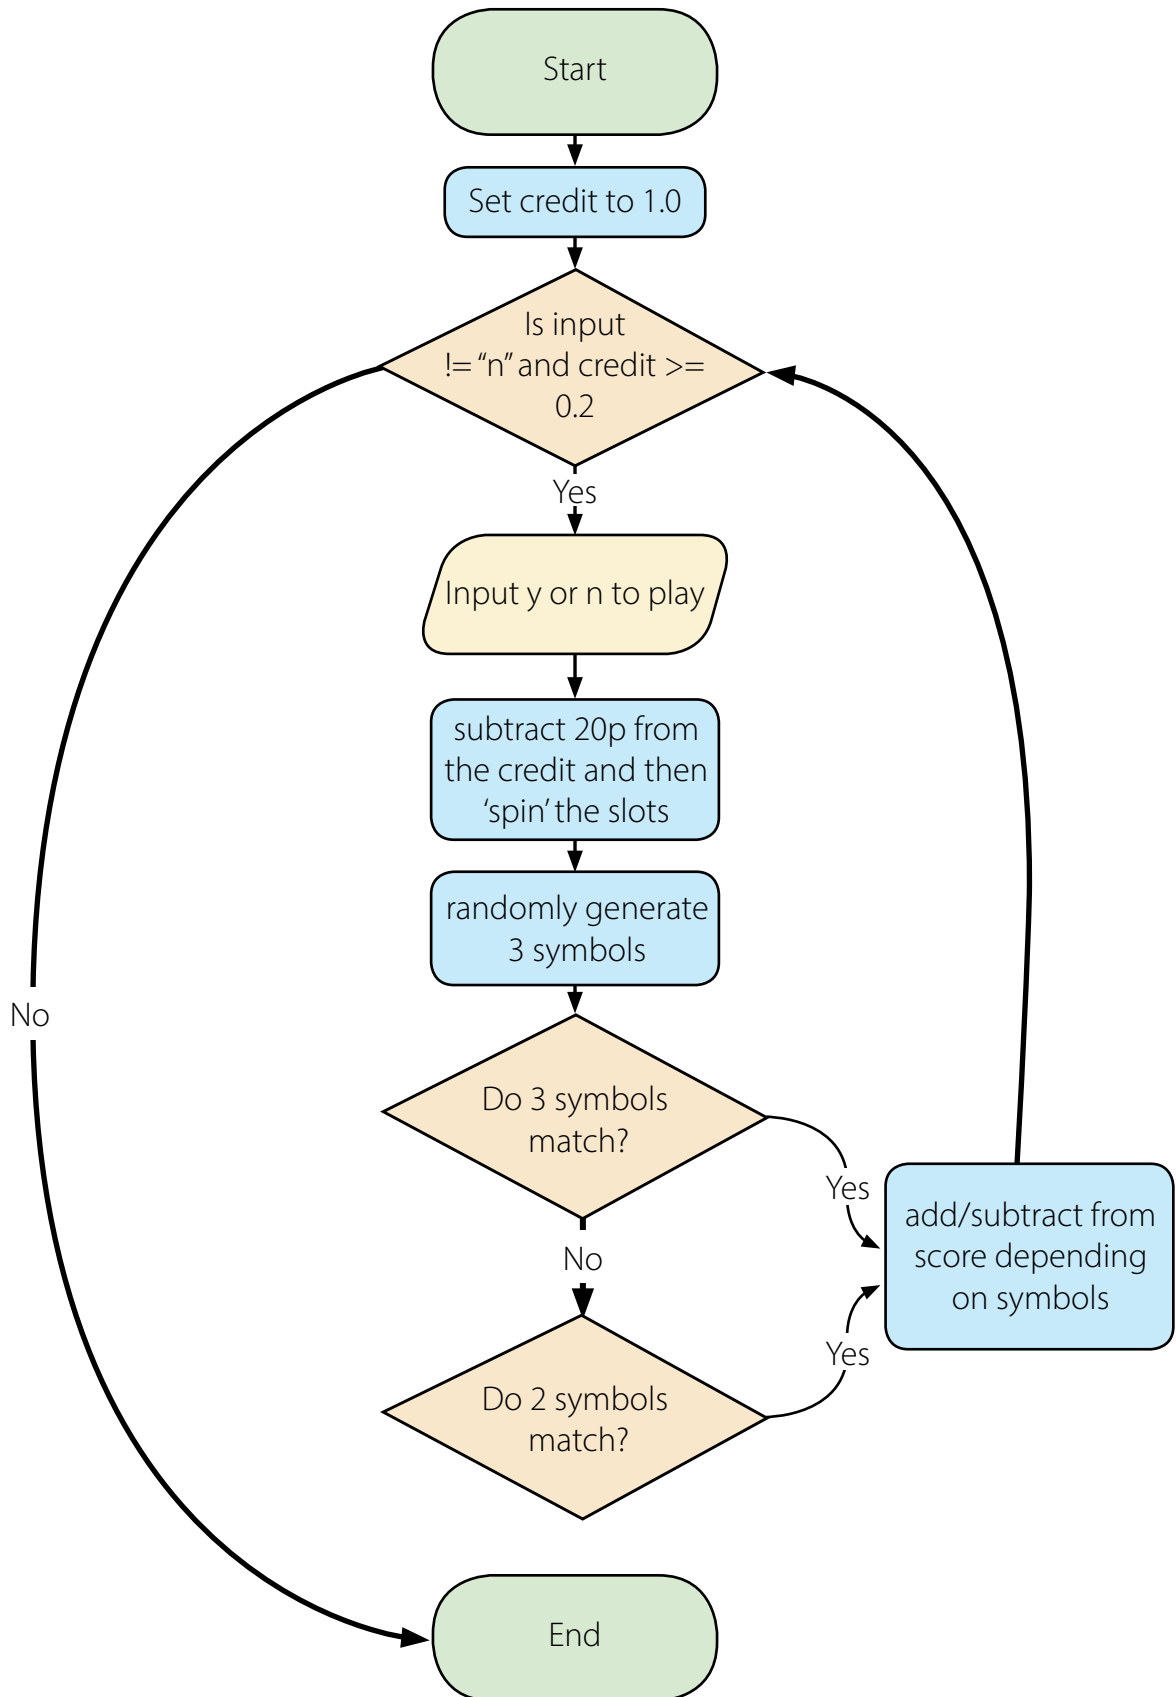 Start
Set credit to 1.0
Is input
!= “n” and credit >=
0.2
Yes
Input y or n to play
subtract 20p from
the credit and then
‘spin’ the slots
randomly generate
3 symbols
No
Do 3 symbols
match?
Yes
add/subtract from
score depending
on symbols
No
Yes
Do 2 symbols
match?
End